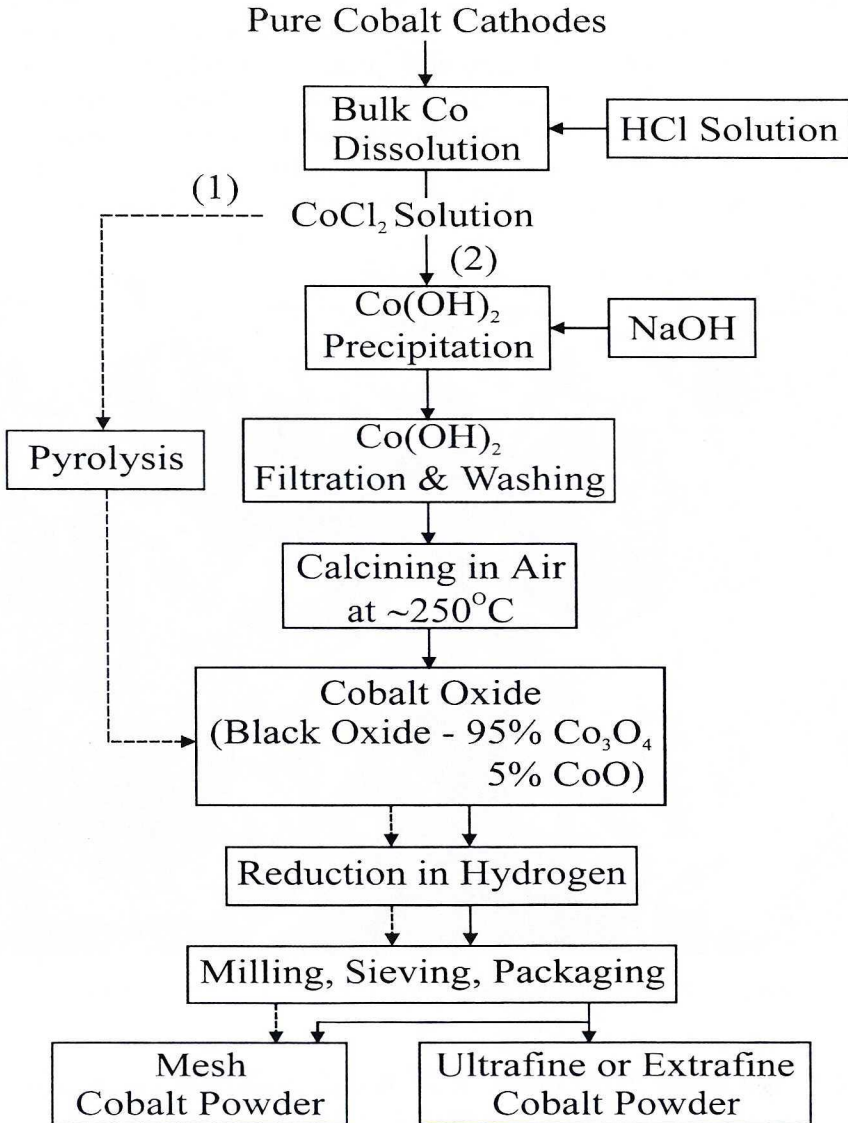 Pure Cobalt Cathodes
Bulk Co
Dissolution
HCl Solution
(1)
CoCl₂ Solution
(2)
Co(OH)₂
Precipitation
NaOH
Pyrolysis
Co(OH)₂
Filtration & Washing
Calcining in Air
at ~250°C
Cobalt Oxide
(Black Oxide - 95% Co₃O₄
5% CoO)
Reduction in Hydrogen
Milling, Sieving, Packaging
Mesh
Cobalt Powder
Ultrafine or Extrafine
Cobalt Powder